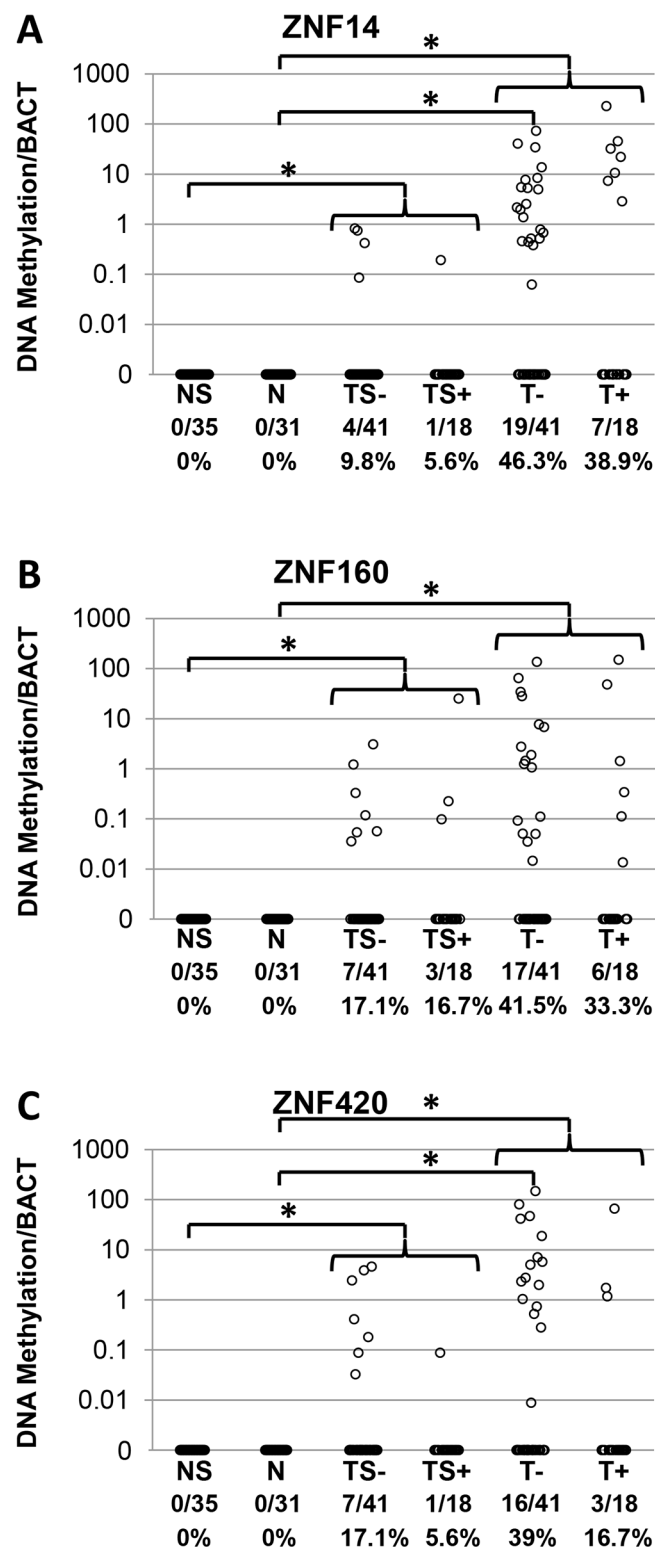 A
ZNF14
DNA Methylation/BACT
*
*
*
1000
100
10
1
0.1
0.01
0
NS N TS- TS+ T- T+
0/35 0/31 4/41 1/18 19/41 7/18
0% 0% 9.8% 5.6% 46.3% 38.9%
B
ZNF160
DNA Methylation/BACT
*
*
1000
100
10
1
0.1
0.01
0
NS N TS- TS+ T- T+
0/35 0/31 7/41 3/18 17/41 6/18
0% 0% 17.1% 16.7% 41.5% 33.3%
C
ZNF420
DNA Methylation/BACT
*
*
*
1000
100
10
1
0.1
0.01
0
NS N TS- TS+ T- T+
0/35 0/31 7/41 1/18 16/41 3/18
0% 0% 17.1% 5.6% 39% 16.7%